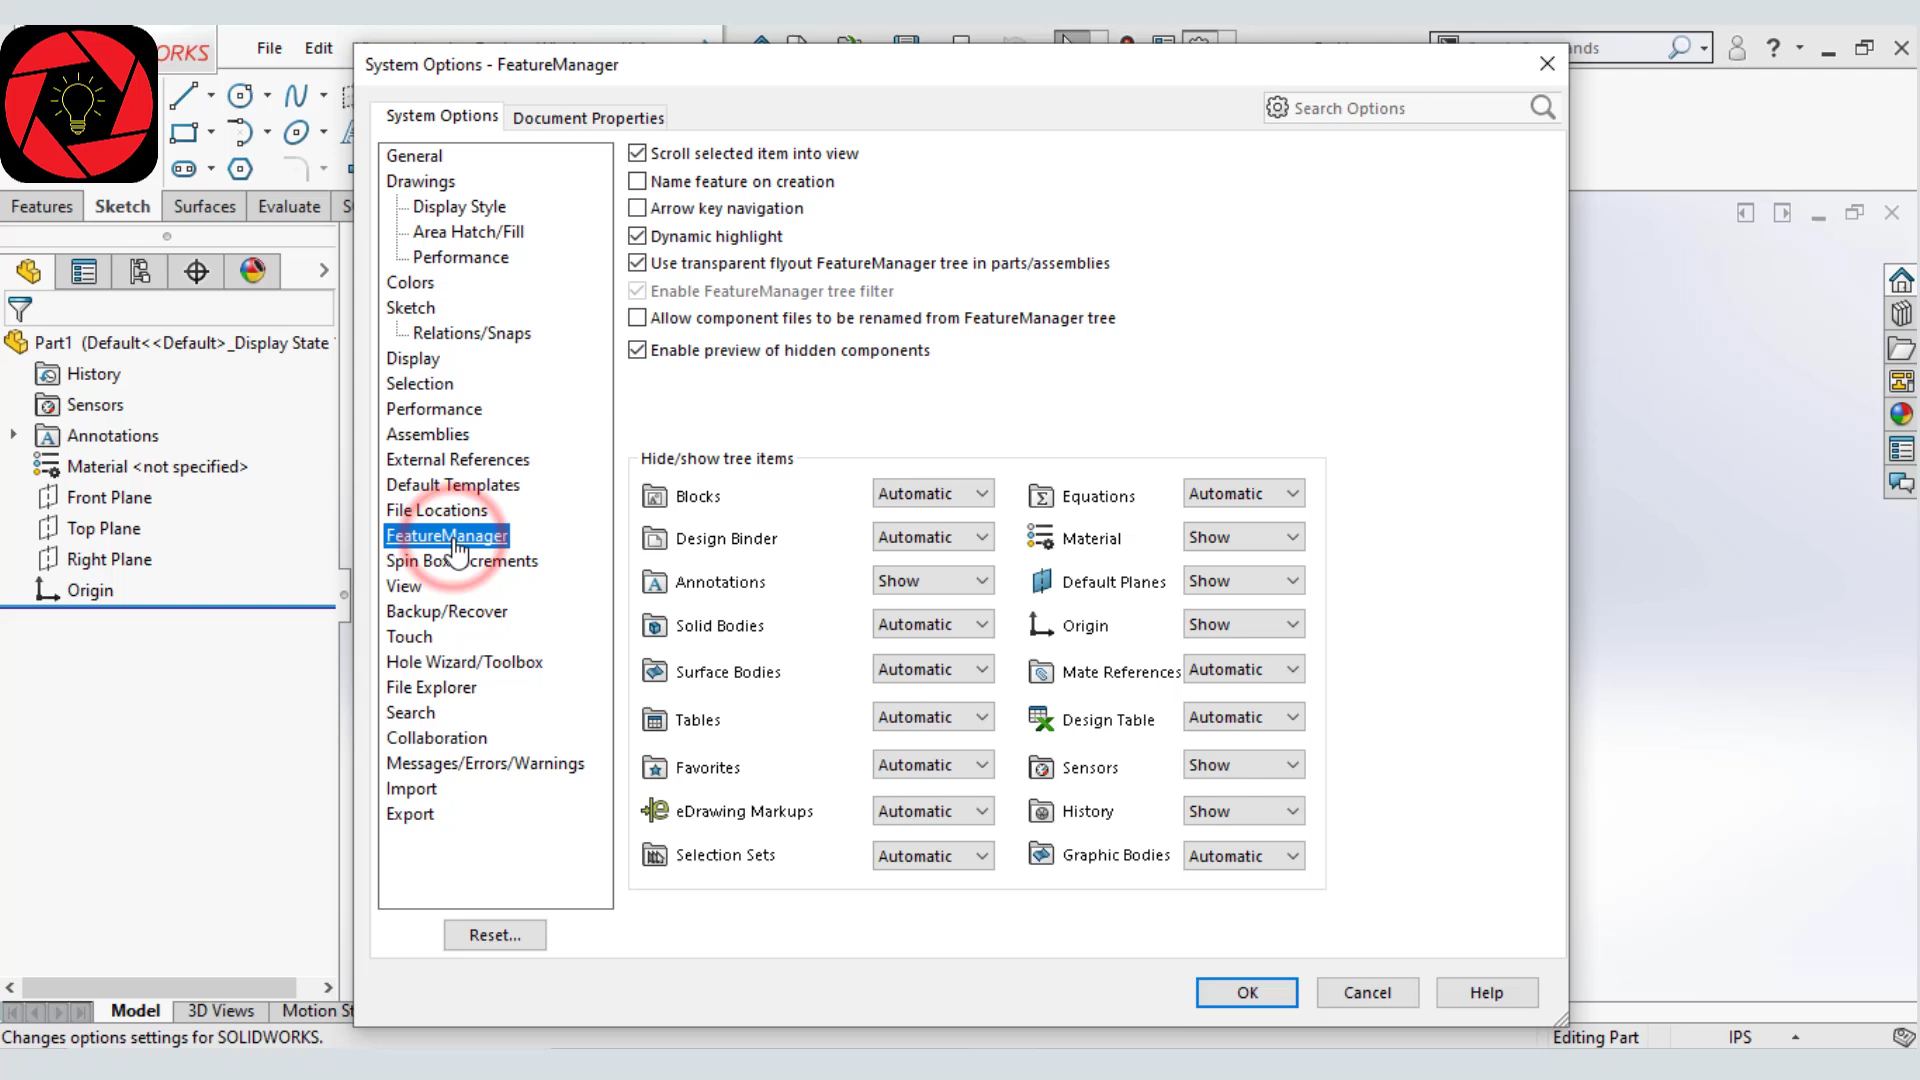 ORKS
File Edit
ands
?
System Options - FeatureManager
System Options Document Properties
Search Options
Features Sketch Surfaces Evaluate S
General
Drawings
Display Style
Area Hatch/Fill
Performance
Colors
Sketch
Relations/Snaps
Display
Selection
Performance
Assemblies
External References
Default Templates
File Locations
FeatureManager
Spin Box Increments
View
Backup/Recover
Touch
Hole Wizard/Toolbox
File Explorer
Search
Collaboration
Messages/Errors/Warnings
Import
Export
Reset...
Scroll selected item into view
Name feature on creation
Arrow key navigation
Dynamic highlight
Use transparent flyout FeatureManager tree in parts/assemblies
Enable FeatureManager tree filter
Allow component files to be renamed from FeatureManager tree
Enable preview of hidden components
Hide/show tree items
Blocks Automatic Equations Automatic
Design Binder Automatic Material Show
Annotations Show Default Planes Show
Solid Bodies Automatic Origin Show
Surface Bodies Automatic Mate References Automatic
Tables Automatic Design Table Automatic
Favorites Automatic Sensors Show
eDrawing Markups Automatic History Show
Selection Sets Automatic Graphic Bodies Automatic
OK Cancel Help
Part1 (Default<<Default>_Display State
History
Sensors
Annotations
Material <not specified>
Front Plane
Top Plane
Right Plane
Origin
Model 3D Views Motion St
Changes options settings for SOLIDWORKS.
Editing Part IPS